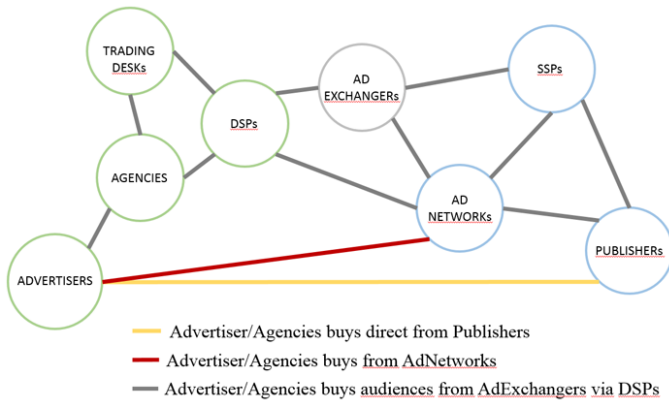 TRADING
DESKs
AD
EXCHANGERs
SSPs
DSPs
AGENCIES
AD
NETWORKs
PUBLISHERs
ADVERTISERS
Advertiser/Agencies buys direct from Publishers
Advertiser/Agencies buys from AdNetworks
Advertiser/Agencies buys audiences from AdExchangers via DSPs